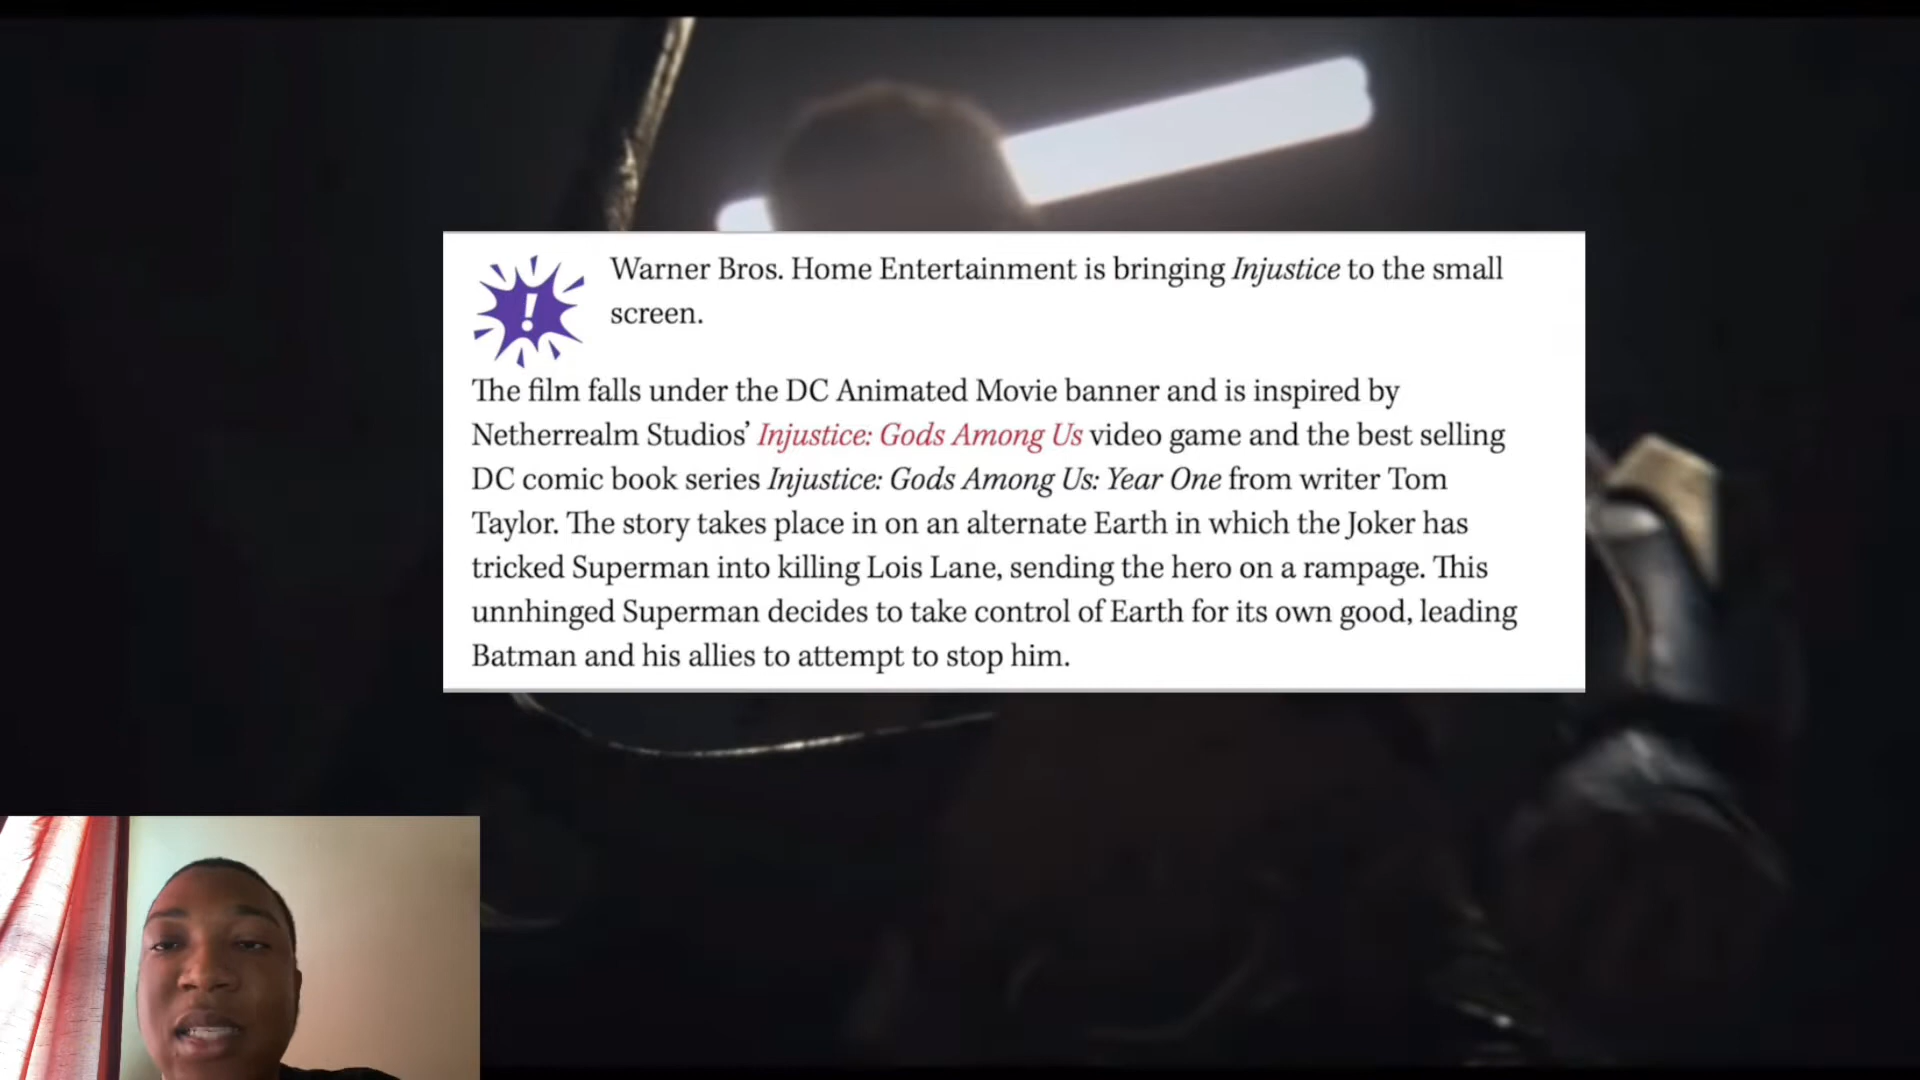 Warner Bros. Home Entertainment is bringing Injustice to the small
screen.
The film falls under the DC Animated Movie banner and is inspired by
Netherrealm Studios’ Injustice: Gods Among Us video game and the best selling
DC comic book series Injustice: Gods Among Us: Year One from writer Tom
Taylor. The story takes place in on an alternate Earth in which the Joker has
tricked Superman into killing Lois Lane, sending the hero on a rampage. This
unnhinged Superman decides to take control of Earth for its own good, leading
Batman and his allies to attempt to stop him.